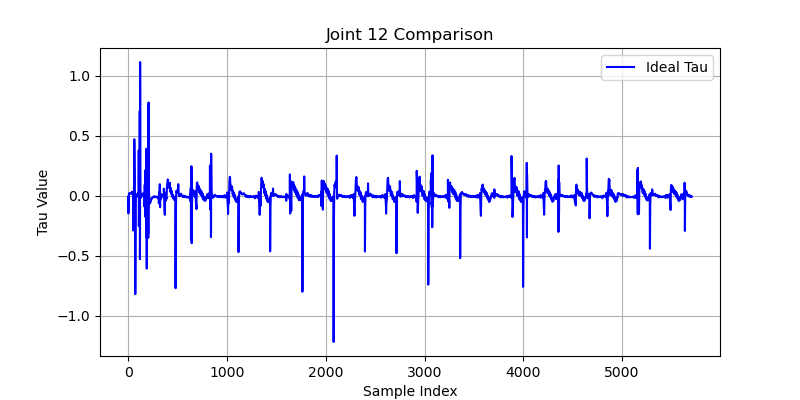 Joint 12 Comparison
Ideal Tau
Tau Value
1.0
0.5
0.0
−0.5
−1.0
0 1000 2000 3000 4000 5000
Sample Index